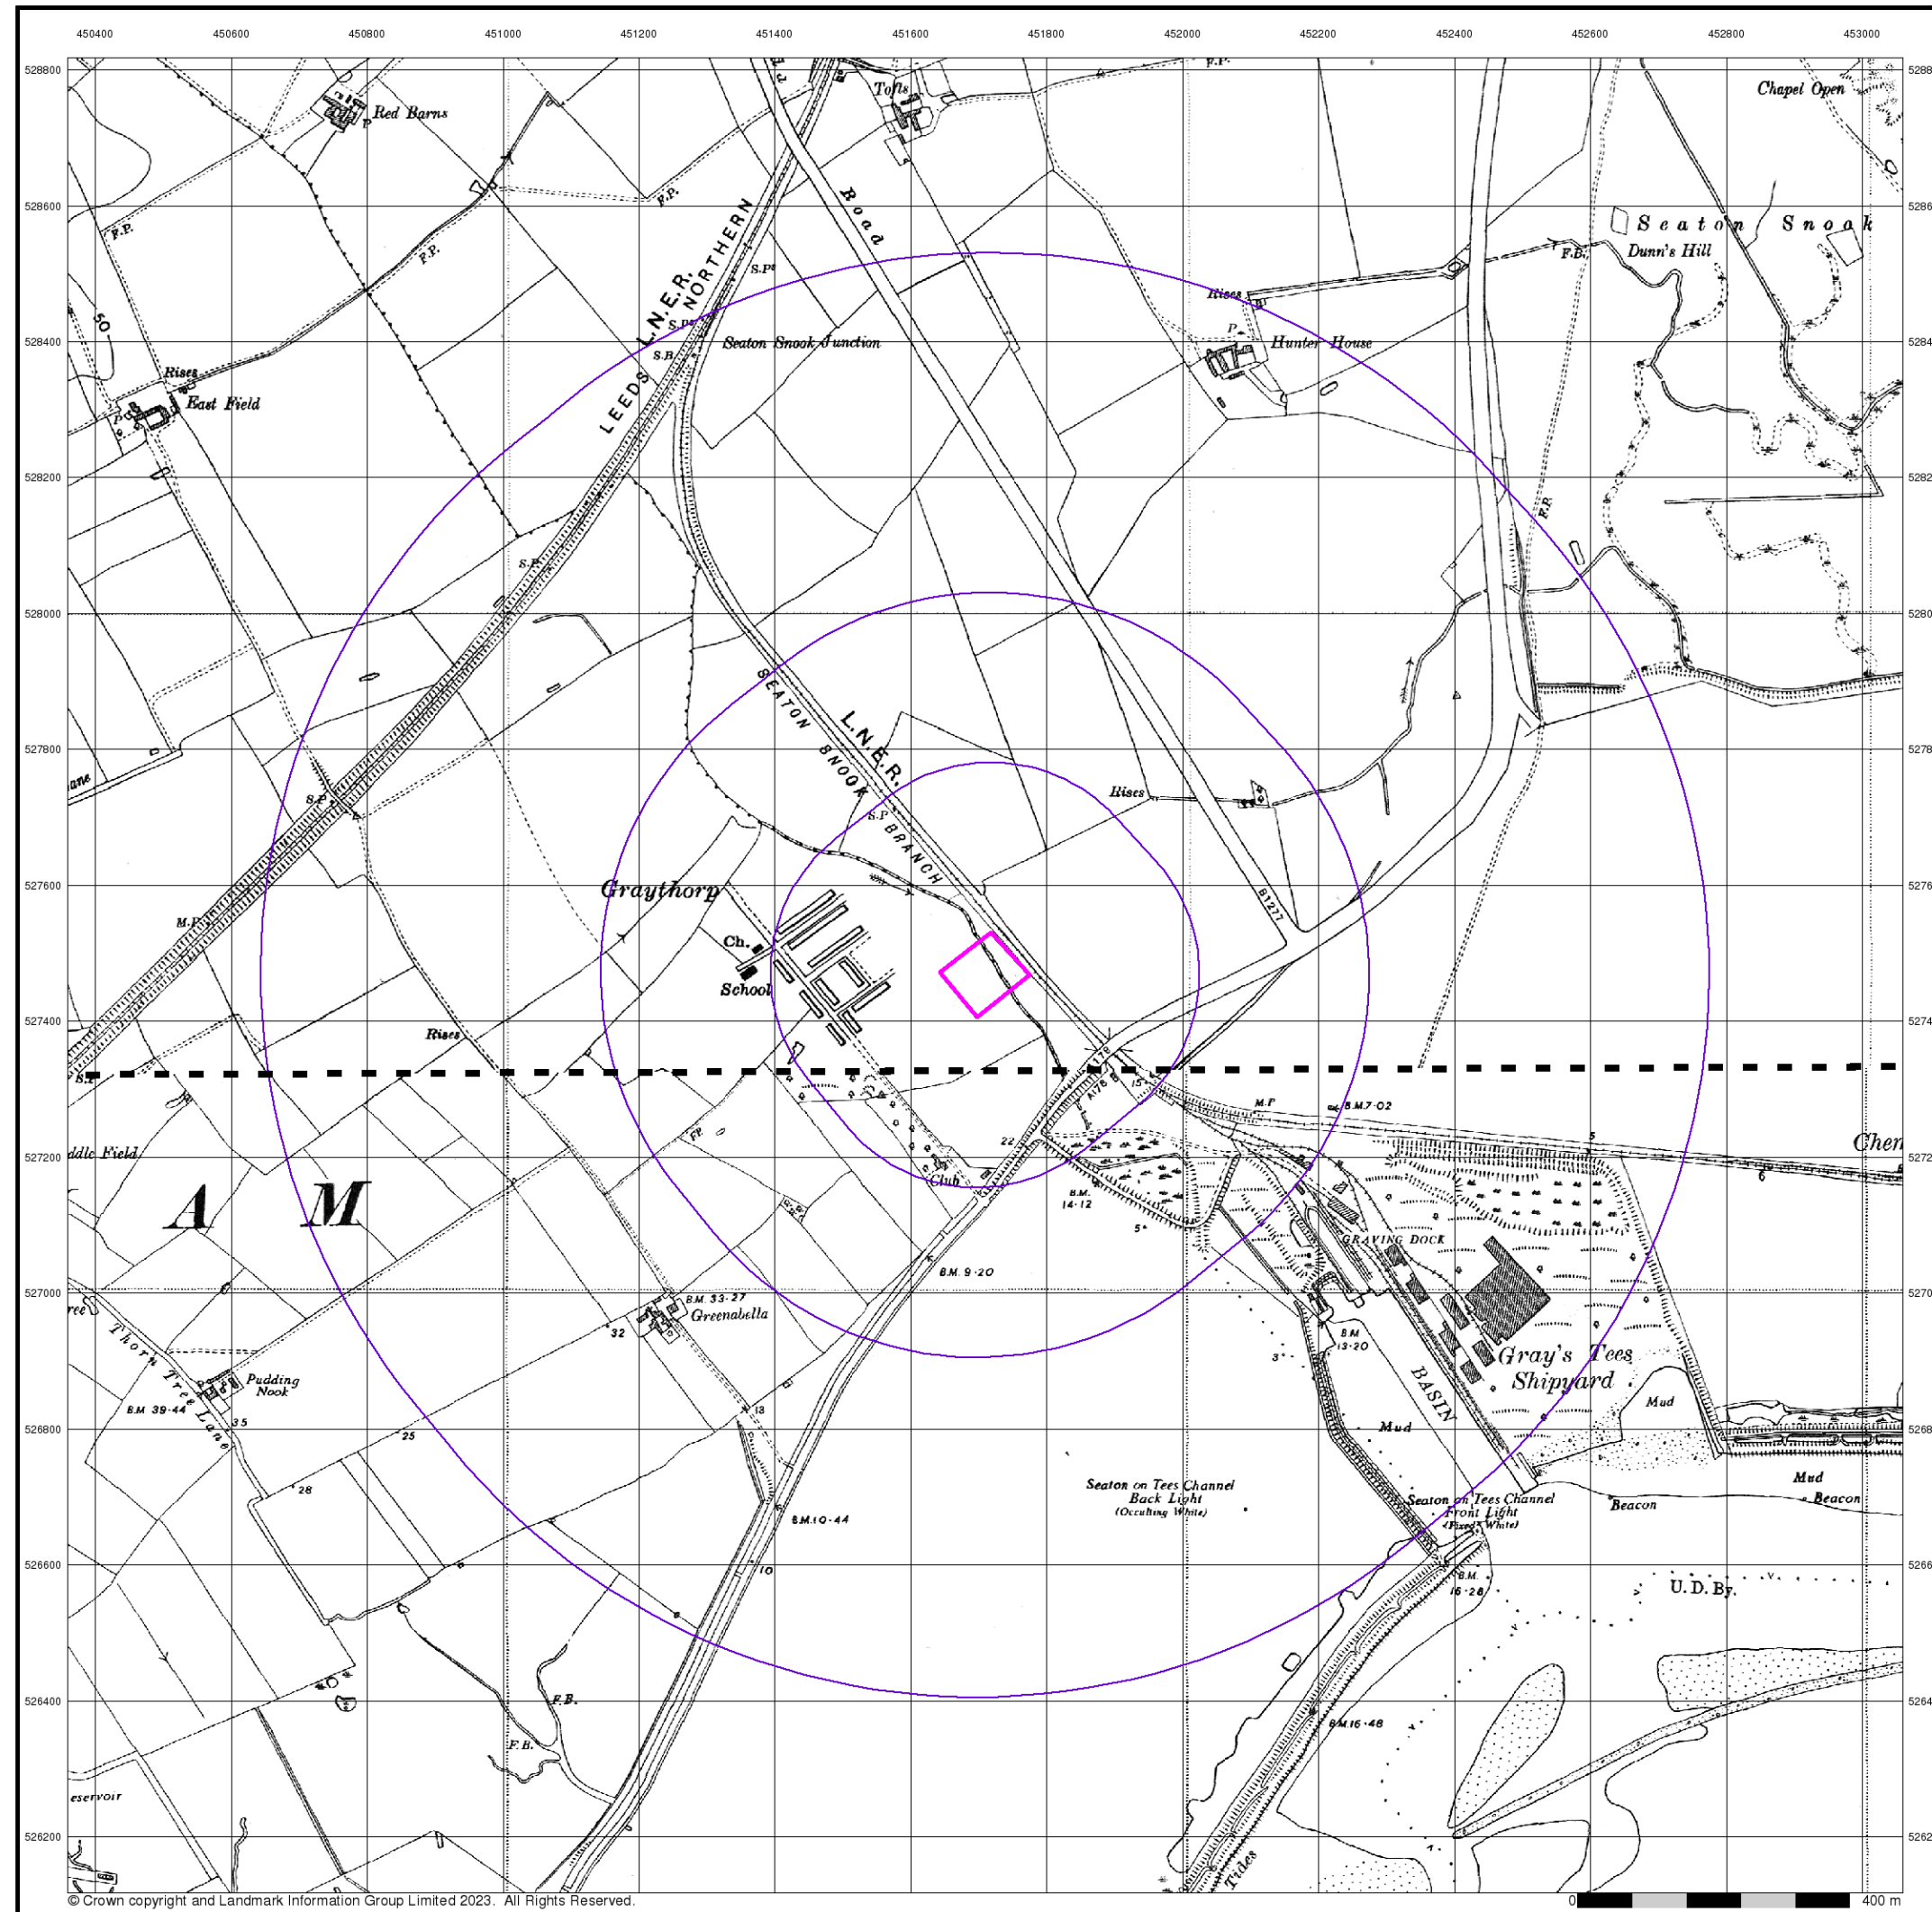 450400 450600 450800 451000 451200 451400 451600 451800 452000 452200 452400 452600 452800 453000
528800
528600
528400
528200
528000
527800
527600
527400
527200
527000
526800
526600
526400
526200
Red Barns
Tofts
F.P.
Chapel Open
Road
F.P.
F.P.
F.P.
Seaton Snook
Dunn's Hill
F.B.
L.N.E.R.
LEEDS NORTHERN
S.P.
S.P.
S.B.
Seaton Snook Junction
Rises
P
Hunter House
50
Rises
East Field
P
F.P.
S.P.
SEATON SNOOK BRANCH
L.N.E.R.
S.P.
S.P.
Rises
M.P.
Graythorp
Ch.
School
B1277
Rises
S.P.
A178
A178
15
M.P
B.M.7·02
5
Chem
6
F.P.
22
Club
B.M.
14·12
5
ddle Field
A M
GRAVING DOCK
B.M. 9·20
B.M. 33·27
Greenabella
32
B.M
13·20
3
Gray's Tees
Shipyard
BASIN
Mud
Mud
ree
Thorn Tree Lane
Pudding
Nook
B.M 39·44
35
25
13
28
B.M.10·44
Seaton on Tees Channel
Back Light
(Occulting White)
Seaton on Tees Channel
Front Light
(Fixed White)
Mud
Beacon
Beacon
10
B.M.
16·28
U.D.By.
F.B.
F.B.
B.M.16·48
eservoir
Tides
© Crown copyright and Landmark Information Group Limited 2023. All Rights Reserved.
0 400 m